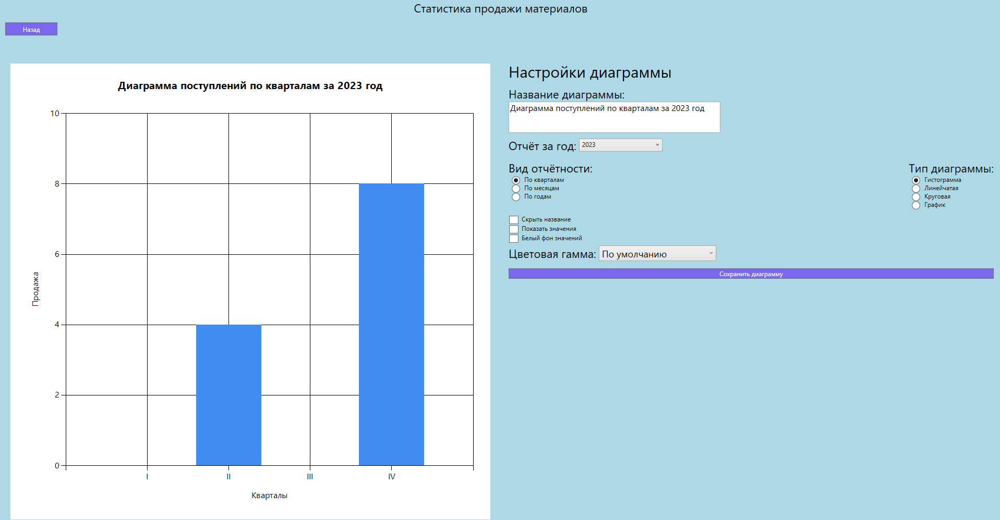 Статистика продажи материалов
Назад
Диаграмма поступлений по кварталам за 2023 год
10
8
6
4
2
0
Продажа
I
II
III
IV
Кварталы
Настройки диаграммы
Название диаграммы:
Диаграмма поступлений по кварталам за 2023 год
Отчёт за год: 2023
Вид отчётности:
По кварталам
По месяцам
По годам
Тип диаграммы:
Гистограмма
Линейчатая
Круговая
График
Скрыть название
Показать значения
Белый фон значений
Цветовая гамма: По умолчанию
Сохранить диаграмму